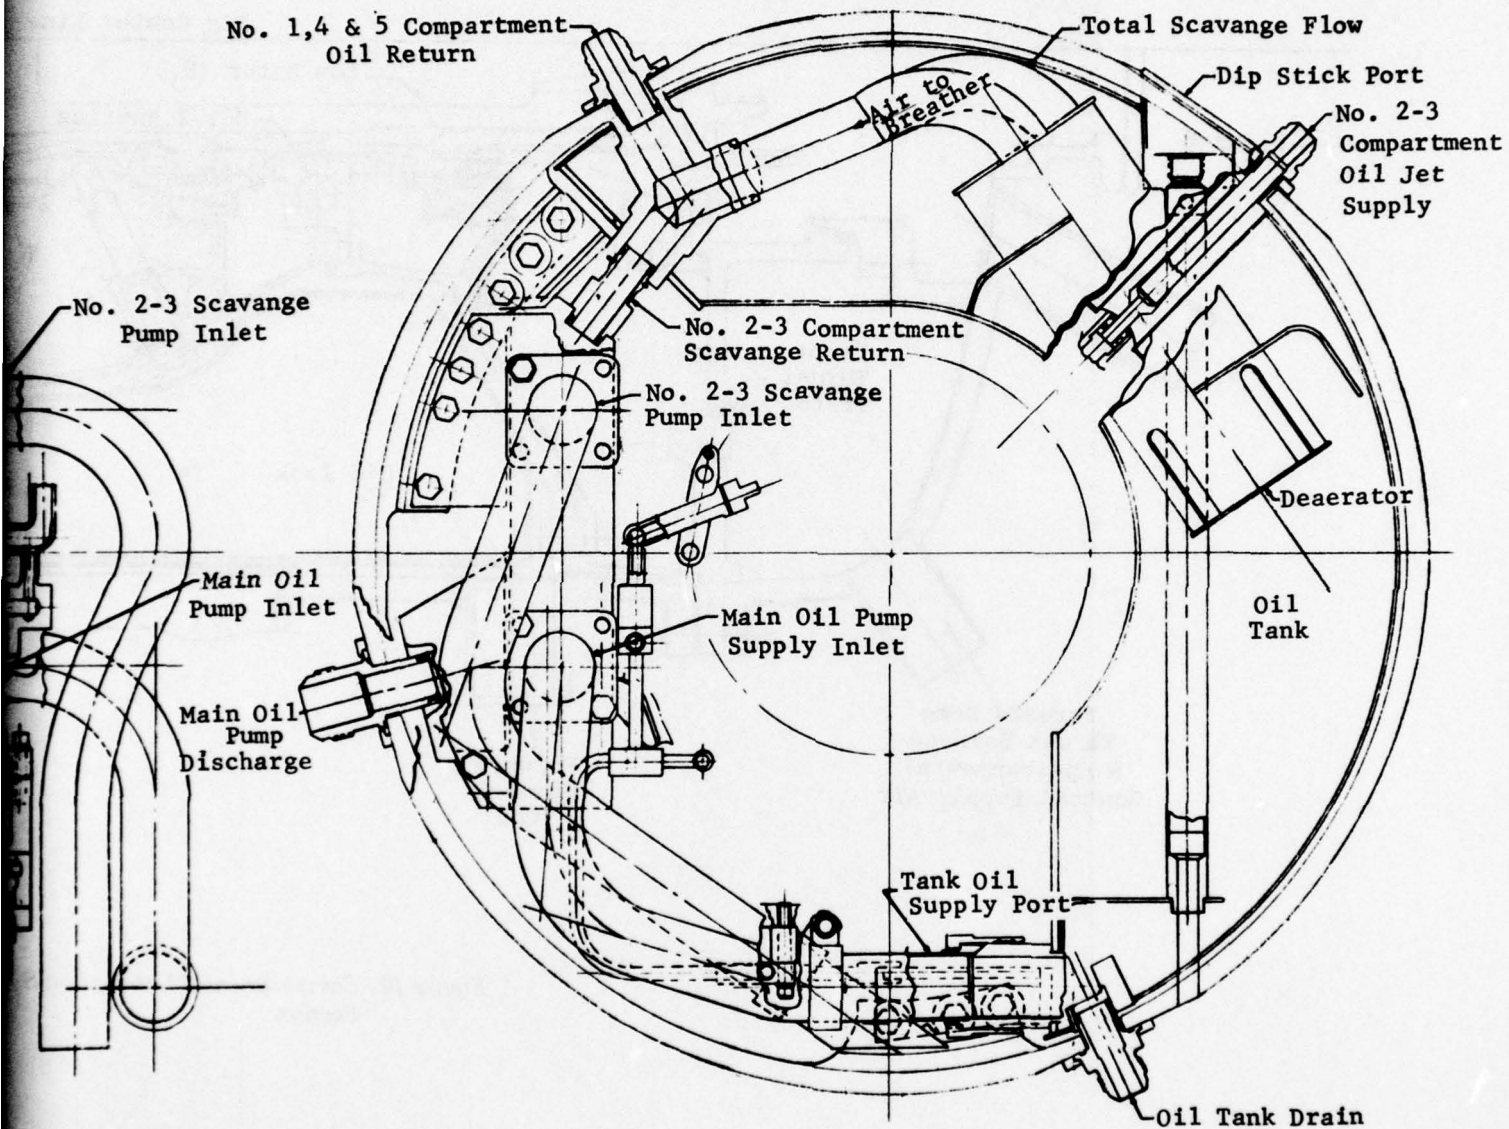 No. 1,4 & 5 Compartment
Oil Return
Total Scavange Flow
Dip Stick Port
No. 2-3
Compartment
Oil Jet
Supply
Air to
Breather
No. 2-3 Scavange
Pump Inlet
No. 2-3 Compartment
Scavange Return
No. 2-3 Scavange
Pump Inlet
Deaerator
Main Oil
Pump Inlet
Main Oil Pump
Supply Inlet
Oil
Tank
Main Oil
Pump
Discharge
Tank Oil
Supply Port
Oil Tank Drain